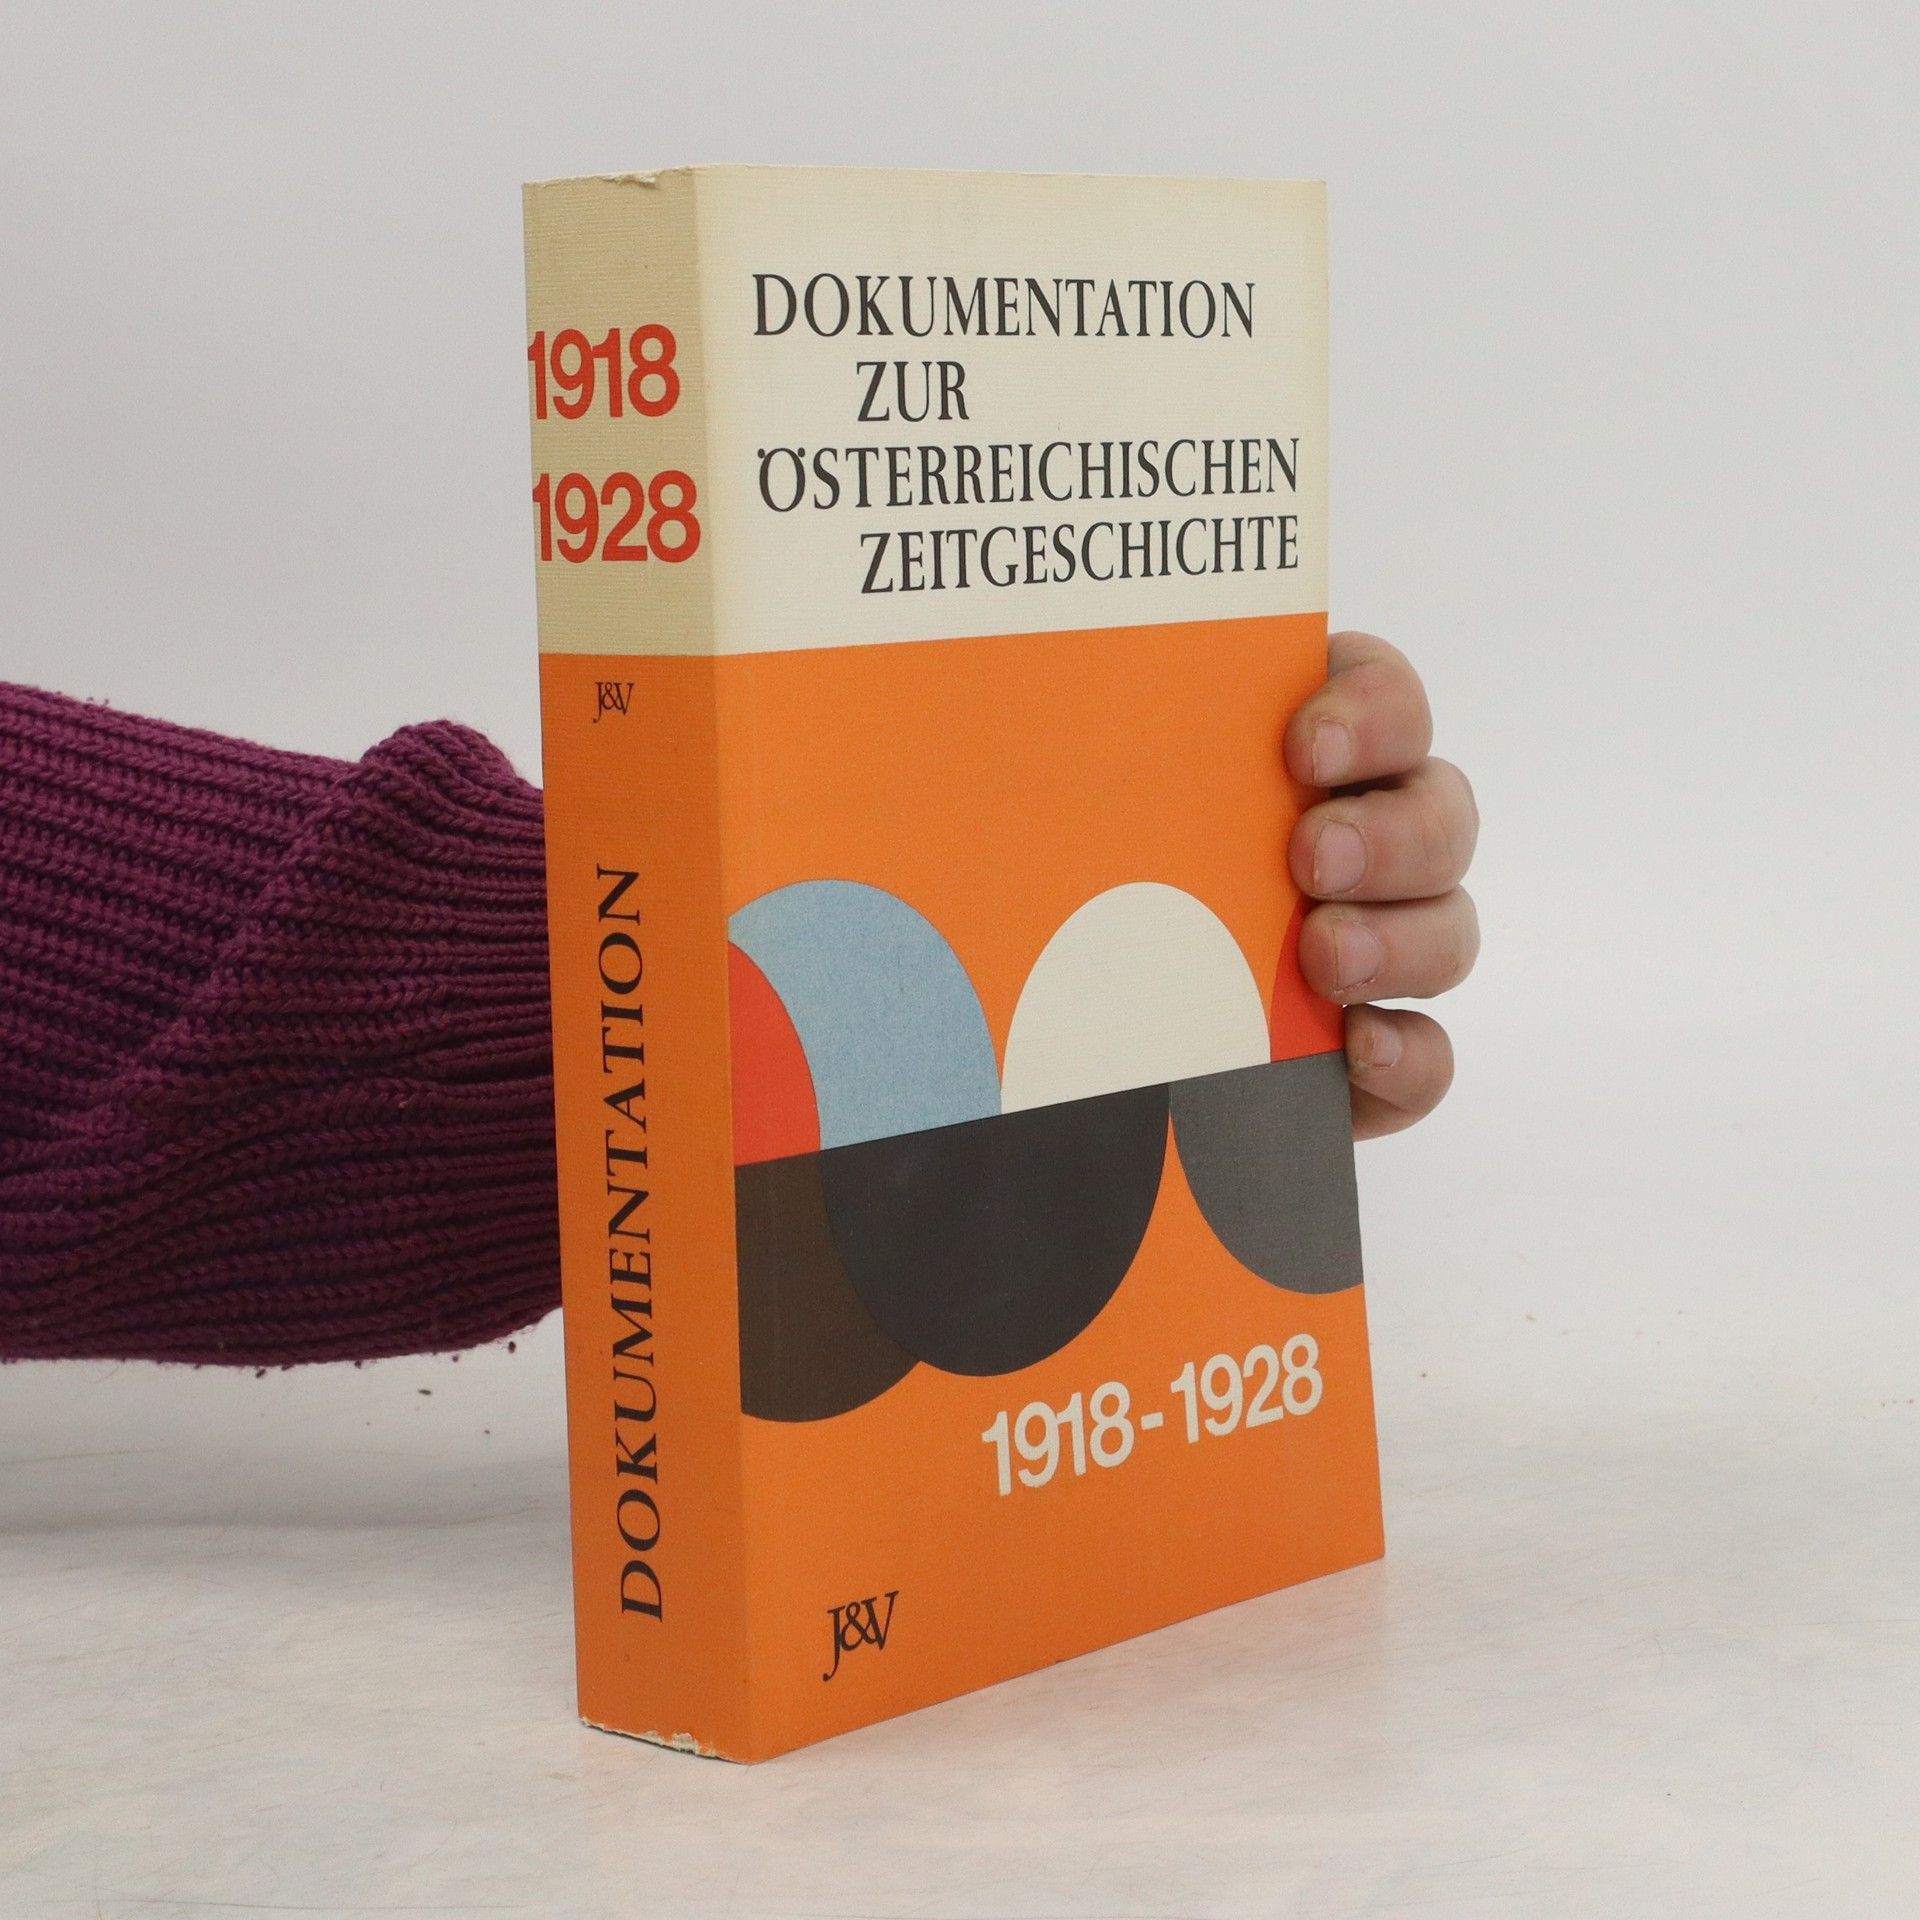 1918
1928
J&V
DOKUMENTATION
DOKUMENTATION
ZUR
ÖSTERREICHISCHEN
ZEITGESCHICHTE
1918-1928
J&V